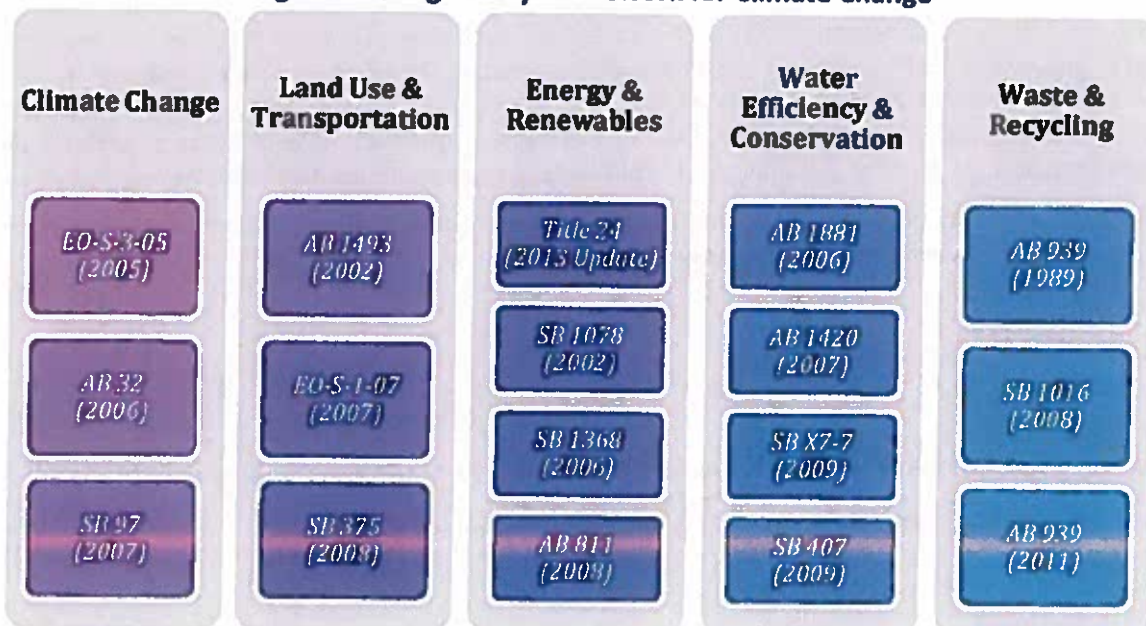 for Climate Change
Climate Change
EO-S-3-05
(2005)
AB 32
(2006)
SB 97
(2007)
Land Use &
Transportation
AB 1493
(2002)
EO-S-1-07
(2007)
SB 375
(2008)
Energy &
Renewables
Title 24
(2013 Update)
SB 1078
(2002)
SB 1368
(2006)
AB 811
(2008)
Water
Efficiency &
Conservation
AB 1881
(2006)
AB 1420
(2007)
SB X7-7
(2009)
SB 407
(2009)
Waste &
Recycling
AB 939
(1989)
SB 1016
(2008)
AB 939
(2011)